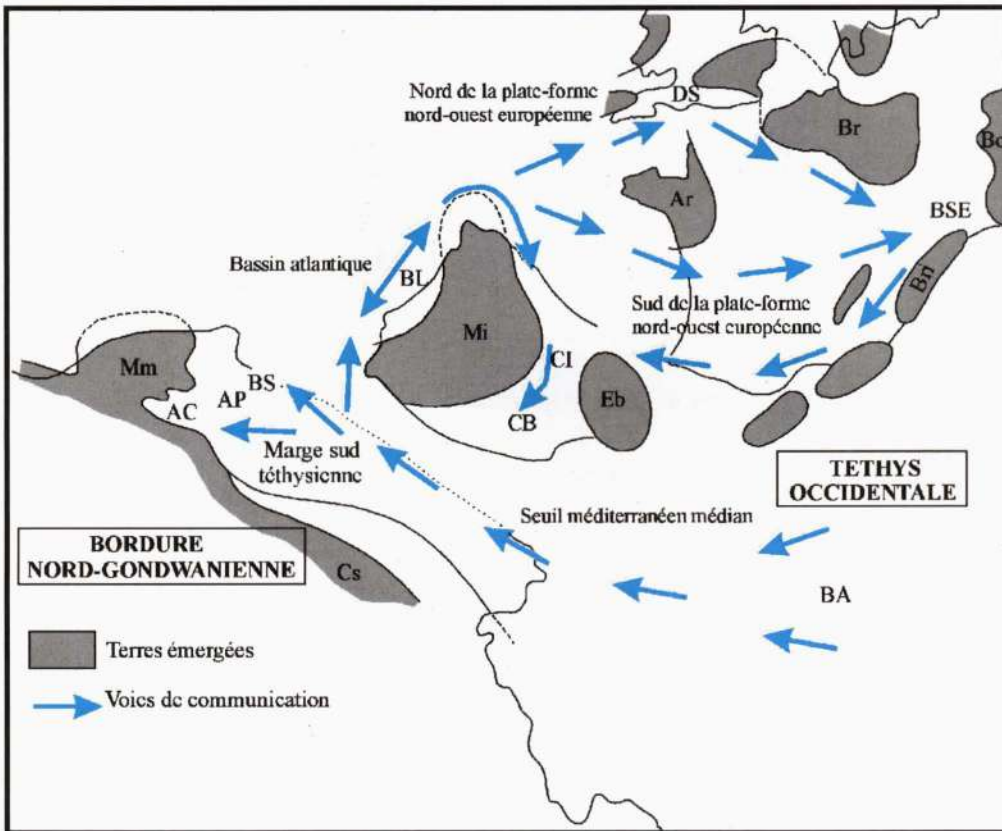 Nord de la plate-forme
nord-ouest européenne
DS
Br
Bo
Ar
BSE
Bassin atlantique
BL
Bn
Sud de la plate-forme
nord-ouest européenne
Mi
Mm
CI
BS
AP
AC
Eb
CB
Marge sud
téthysienne
TETHYS
OCCIDENTALE
Seuil méditerranéen médian
BORDURE
NORD-GONDWANIENNE
Cs
BA
Terres émergées
Voies de communication